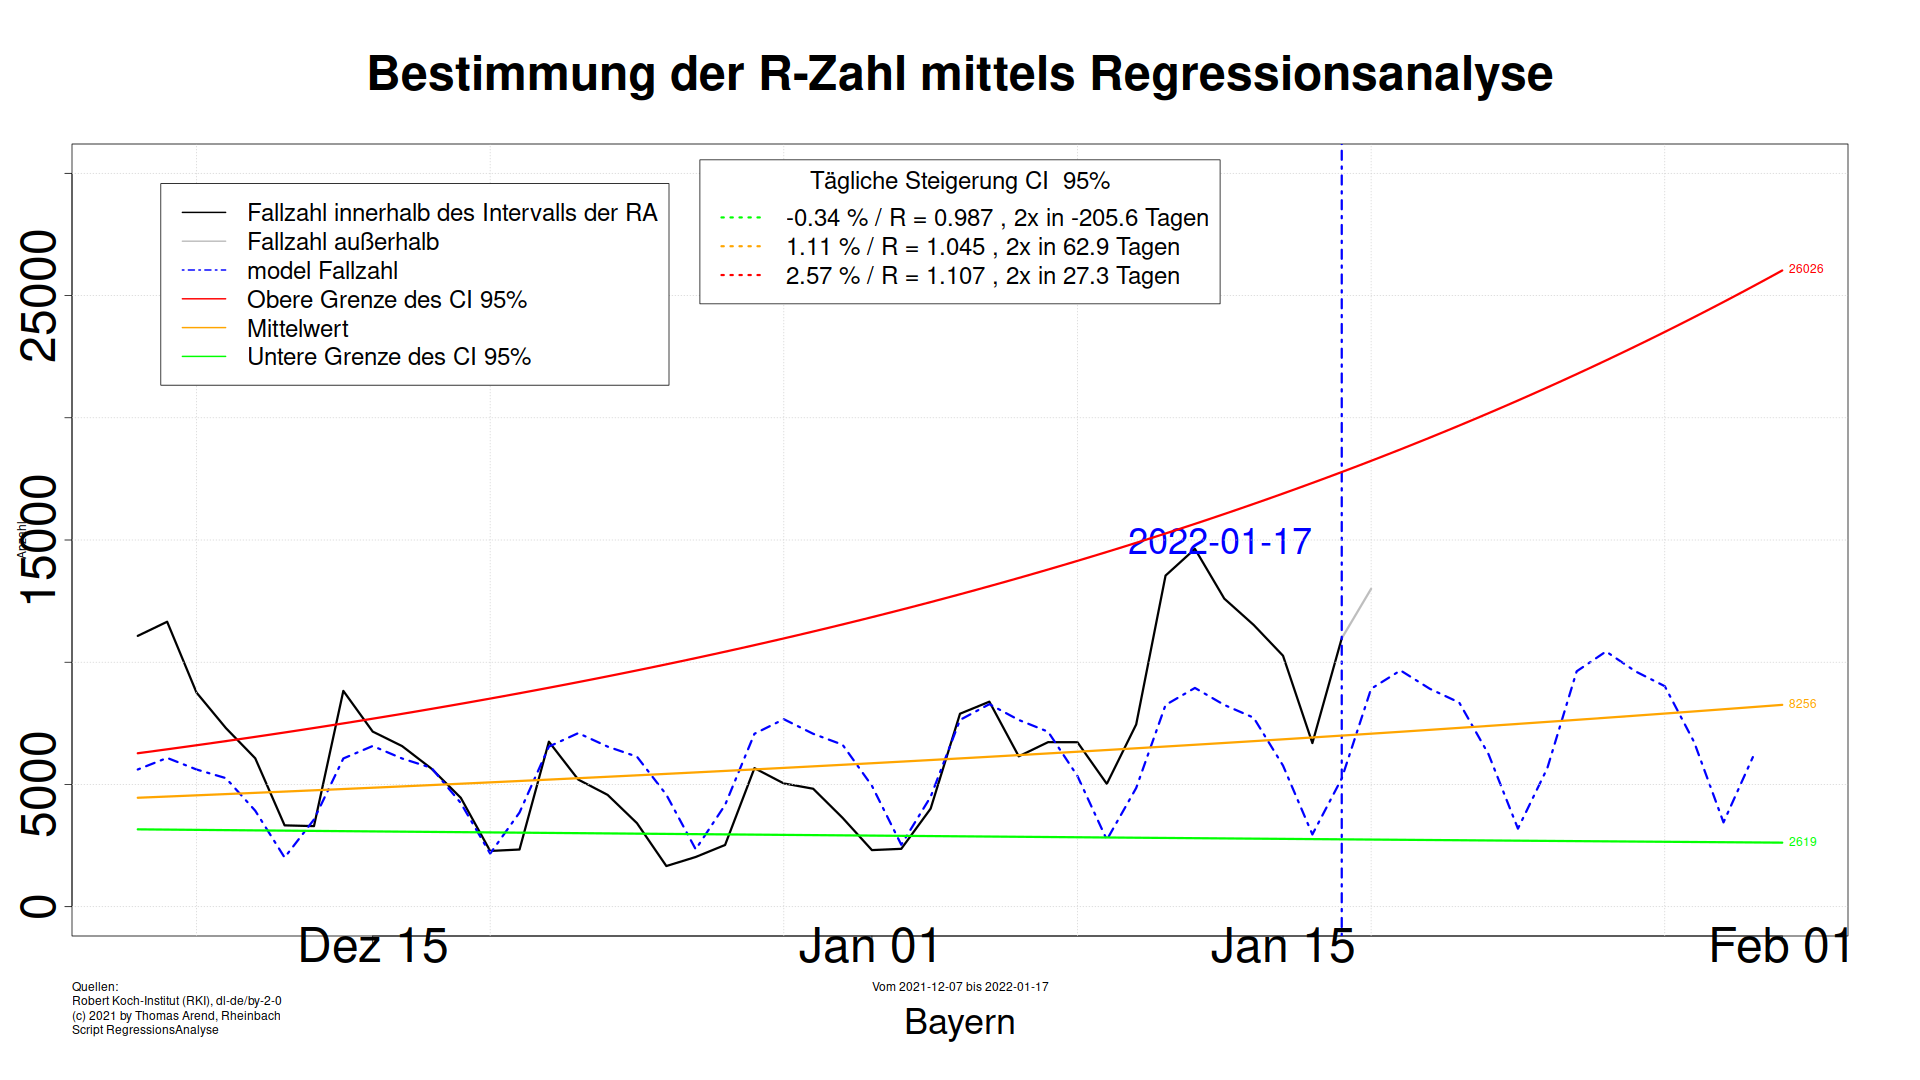 Bestimmung der R-Zahl mittels Regressionsanalyse
Fallzahl innerhalb des Intervalls der RA
Fallzahl außerhalb
model Fallzahl
Obere Grenze des CI 95%
Mittelwert
Untere Grenze des CI 95%
Tägliche Steigerung CI  95%
-0.34 % / R = 0.987 , 2x in -205.6 Tagen
1.11 % / R = 1.045 , 2x in 62.9 Tagen
2.57 % / R = 1.107 , 2x in 27.3 Tagen
25000
15000
5000
0
Anzahl
2022-01-17
26026
8256
2619
Dez 15
Jan 01
Jan 15
Feb 01
Quellen:
Robert Koch-Institut (RKI), dl-de/by-2-0
(c) 2021 by Thomas Arend, Rheinbach
Script RegressionsAnalyse
Vom 2021-12-07 bis 2022-01-17
Bayern